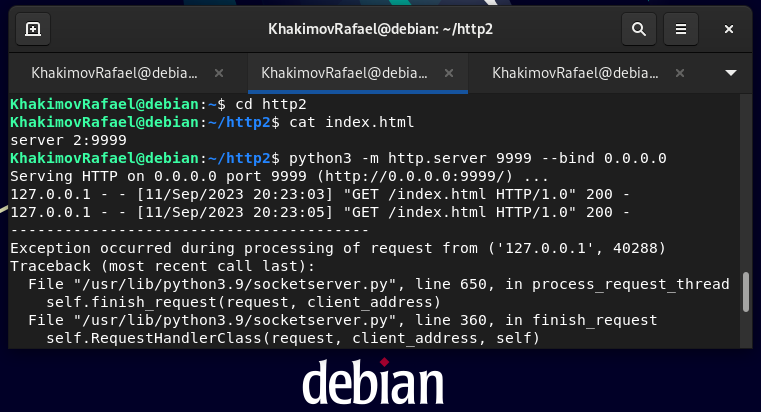 KhakimovRafael@debian: ~/http2
KhakimovRafael@debia... KhakimovRafael@debia... KhakimovRafael@debia...
KhakimovRafael@debian:~$ cd http2
KhakimovRafael@debian:~/http2$ cat index.html
server 2:9999
KhakimovRafael@debian:~/http2$ python3 -m http.server 9999 --bind 0.0.0.0
Serving HTTP on 0.0.0.0 port 9999 (http://0.0.0.0:9999/) ...
127.0.0.1 - - [11/Sep/2023 20:23:03] "GET /index.html HTTP/1.0" 200 -
127.0.0.1 - - [11/Sep/2023 20:23:05] "GET /index.html HTTP/1.0" 200 -
----------------------------------------
Exception occurred during processing of request from ('127.0.0.1', 40288)
Traceback (most recent call last):
  File "/usr/lib/python3.9/socketserver.py", line 650, in process_request_thread
    self.finish_request(request, client_address)
  File "/usr/lib/python3.9/socketserver.py", line 360, in finish_request
    self.RequestHandlerClass(request, client_address, self)
debian